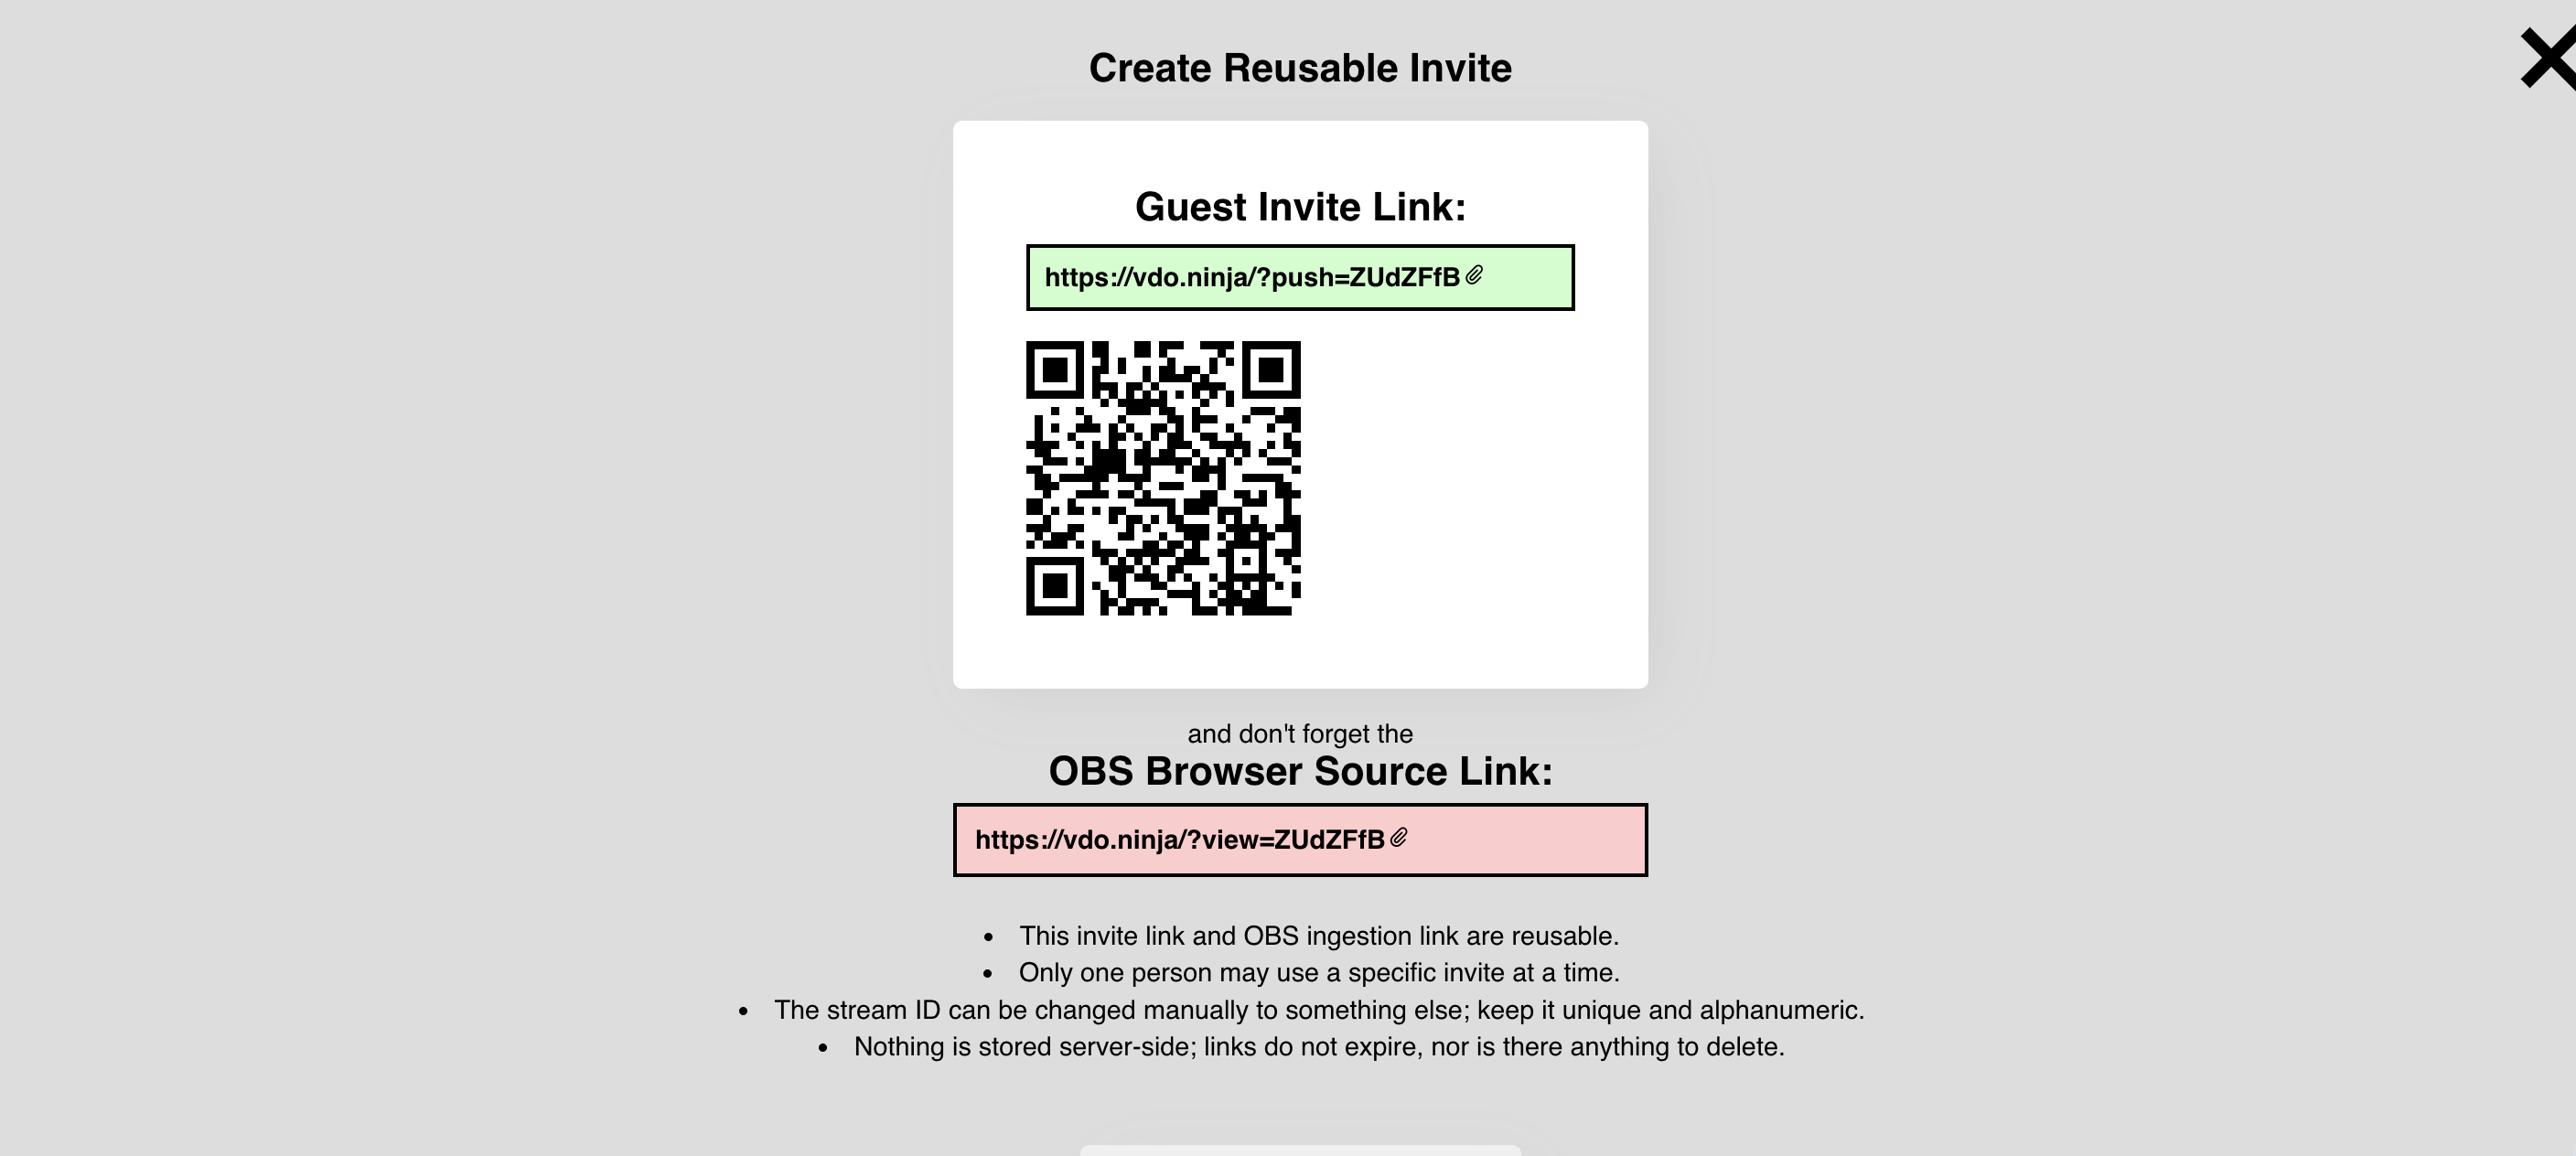 Create Reusable Invite
Guest Invite Link:
https://vdo.ninja/?push=ZUdZFfB
and don't forget the
OBS Browser Source Link:
https://vdo.ninja/?view=ZUdZFfB
• This invite link and OBS ingestion link are reusable.
• Only one person may use a specific invite at a time.
• The stream ID can be changed manually to something else; keep it unique and alphanumeric.
• Nothing is stored server-side; links do not expire, nor is there anything to delete.